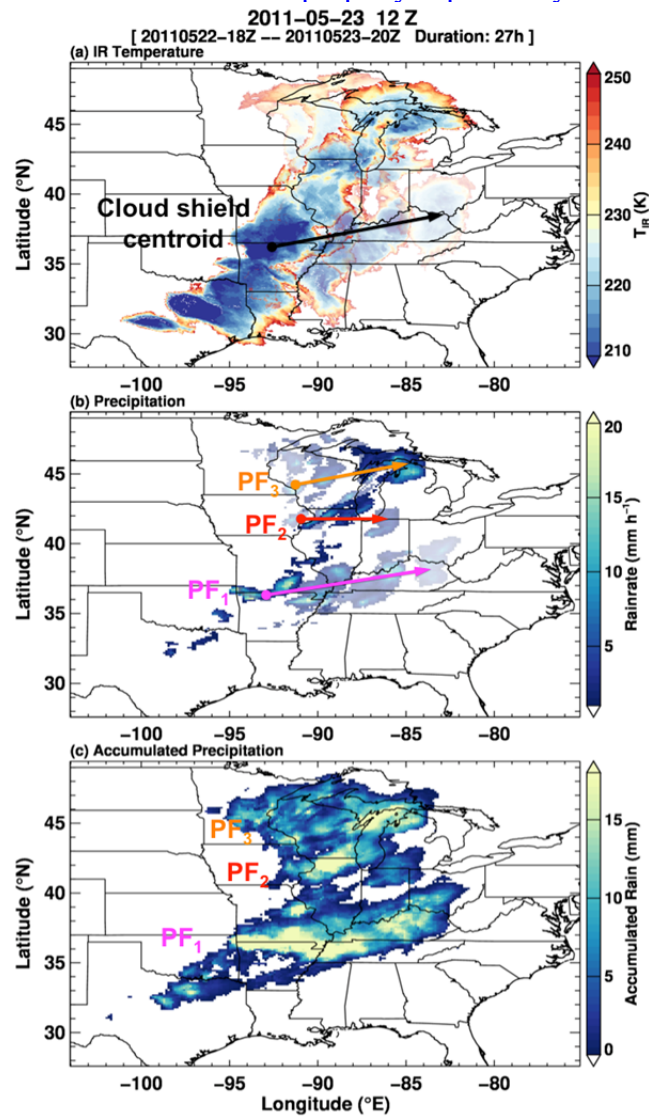 2011-05-23 12 Z
[ 20110522-18Z -- 20110523-20Z Duration: 27h ]
(a) IR Temperature
Latitude (°N)
45
40
35
30
Cloud shield
centroid
−100 −95 −90 −85 −80
250
240
230
220
210
T_IR (K)
(b) Precipitation
Latitude (°N)
45
40
35
30
PF₃
PF₂
PF₁
−100 −95 −90 −85 −80
20
15
10
5
Rainrate (mm h⁻¹)
(c) Accumulated Precipitation
Latitude (°N)
45
40
35
30
PF₃
PF₂
PF₁
−100 −95 −90 −85 −80
Longitude (°E)
15
10
5
0
Accumulated Rain (mm)